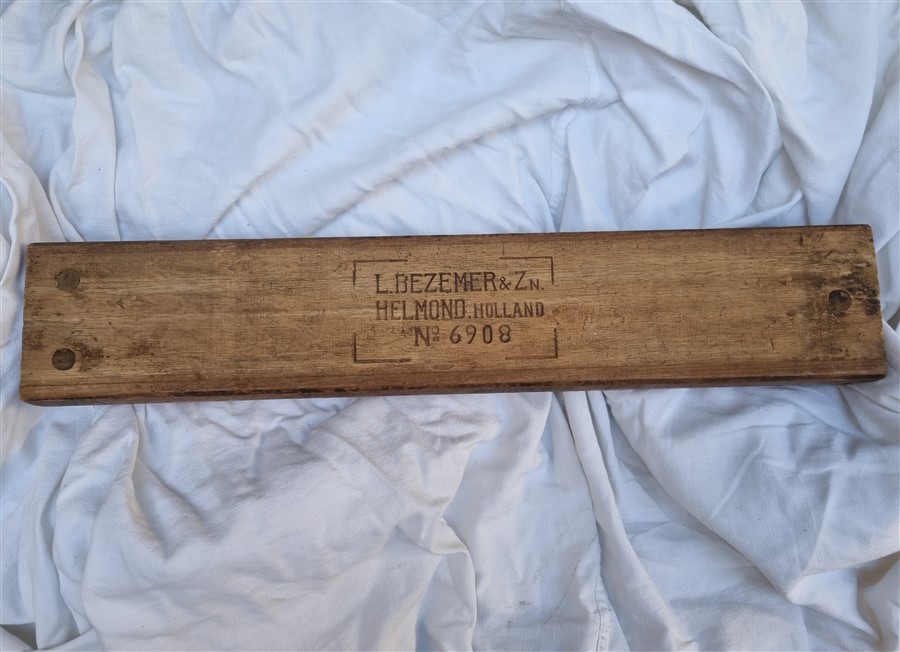 L.BEZEMER & ZN.
HELMOND. HOLLAND
No 6908